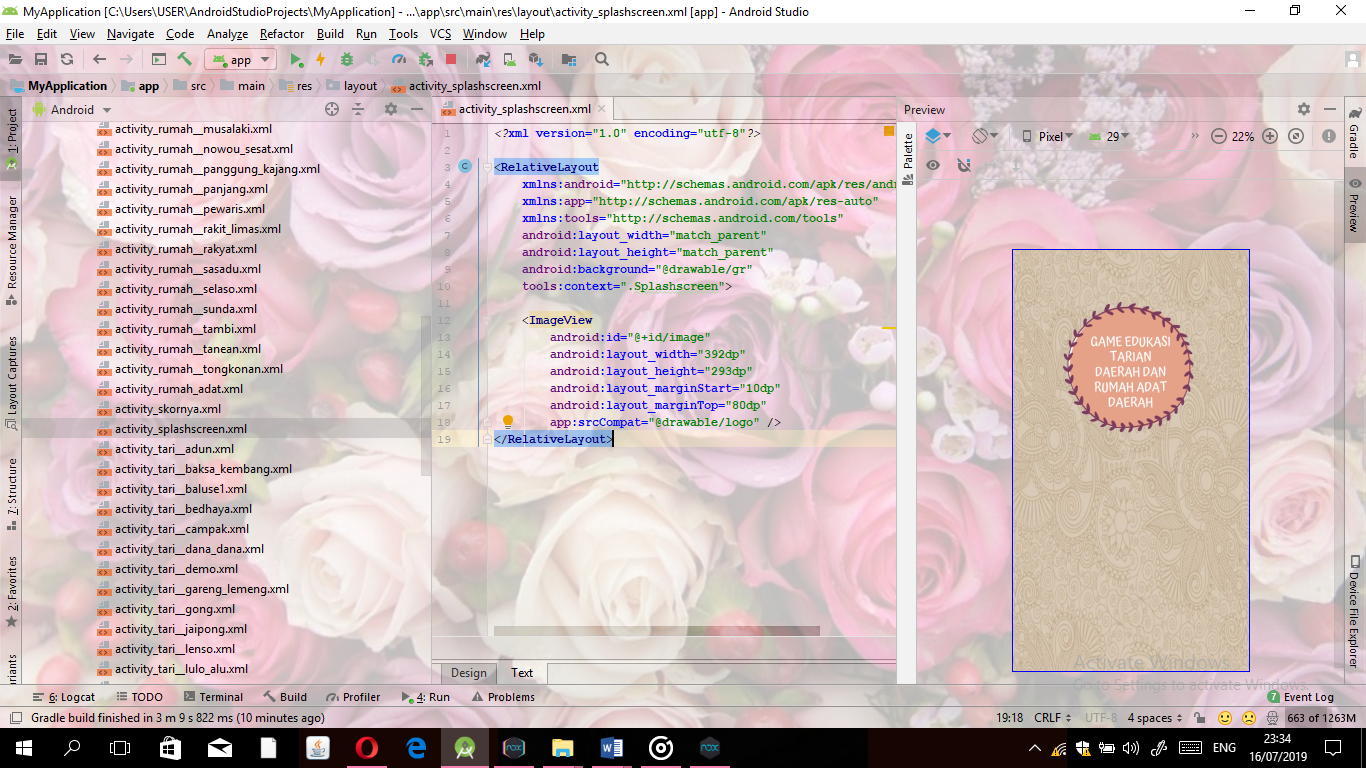 MyApplication [C:\Users\USER\AndroidStudioProjects\MyApplication] - ...\app\src\main\res\layout\activity_splashscreen.xml [app] - Android Studio
File Edit View Navigate Code Analyze Refactor Build Run Tools VCS Window Help
app
MyApplication app src main res layout activity_splashscreen.xml
1: Project
Resource Manager
Layout Captures
7: Structure
2: Favorites
Android
activity_rumah__musalaki.xml
activity_rumah__nowou_sesat.xml
activity_rumah__panggung_kajang.xml
activity_rumah__panjang.xml
activity_rumah__pewaris.xml
activity_rumah__rakit_limas.xml
activity_rumah__rakyat.xml
activity_rumah__sasadu.xml
activity_rumah__selaso.xml
activity_rumah__sunda.xml
activity_rumah__tambi.xml
activity_rumah__tanean.xml
activity_rumah__tongkonan.xml
activity_rumah_adat.xml
activity_skornya.xml
activity_splashscreen.xml
activity_tari__adun.xml
activity_tari__baksa_kembang.xml
activity_tari__baluse1.xml
activity_tari__bedhaya.xml
activity_tari__campak.xml
activity_tari__dana_dana.xml
activity_tari__demo.xml
activity_tari__gareng_lemeng.xml
activity_tari__gong.xml
activity_tari__jaipong.xml
activity_tari__lenso.xml
activity_tari__lulo_alu.xml
activity_splashscreen.xml
1 <?xml version="1.0" encoding="utf-8"?>
2
3 <RelativeLayout
4 xmlns:android="http://schemas.android.com/apk/res/andr
5 xmlns:app="http://schemas.android.com/apk/res-auto"
6 xmlns:tools="http://schemas.android.com/tools"
7 android:layout_width="match_parent"
8 android:layout_height="match_parent"
9 android:background="@drawable/gr"
10 tools:context=".Splashscreen">
11
12 <ImageView
13 android:id="@+id/image"
14 android:layout_width="392dp"
15 android:layout_height="293dp"
16 android:layout_marginStart="10dp"
17 android:layout_marginTop="80dp"
18 app:srcCompat="@drawable/logo" />
19 </RelativeLayout>
Design Text
Preview
Palette
Pixel 29 22%
GAME EDUKASI
TARIAN
DAERAH DAN
RUMAH ADAT
DAERAH
Gradle
Preview
Device File Explorer
Activate Windows
Go to Settings to activate Windows.
6: Logcat TODO Terminal Build Profiler 4: Run Problems 7 Event Log
Gradle build finished in 3 m 9 s 822 ms (10 minutes ago) 19:18 CRLF UTF-8 4 spaces 663 of 1263M
ENG
23:34
16/07/2019